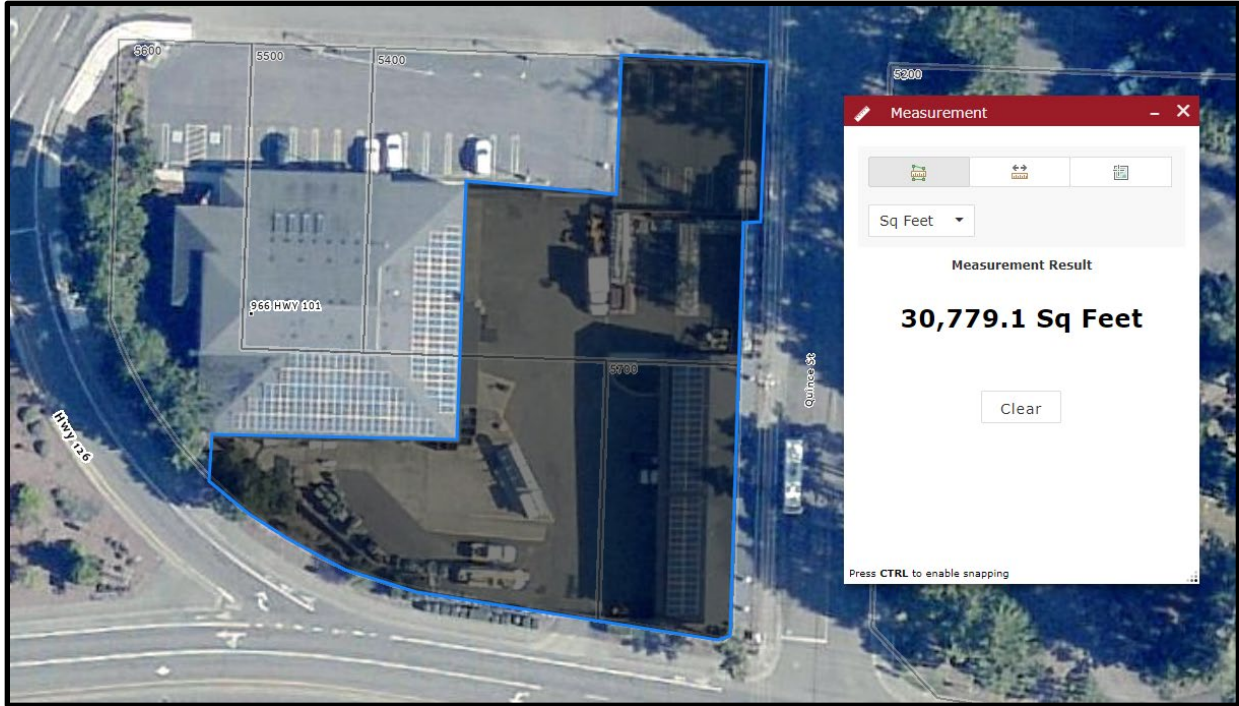 5600
5500
5400
5200
Measurement
Sq Feet
Measurement Result
30,779.1 Sq Feet
Clear
Press CTRL to enable snapping
966 HWY 101
5700
Quince St
Hwy 126